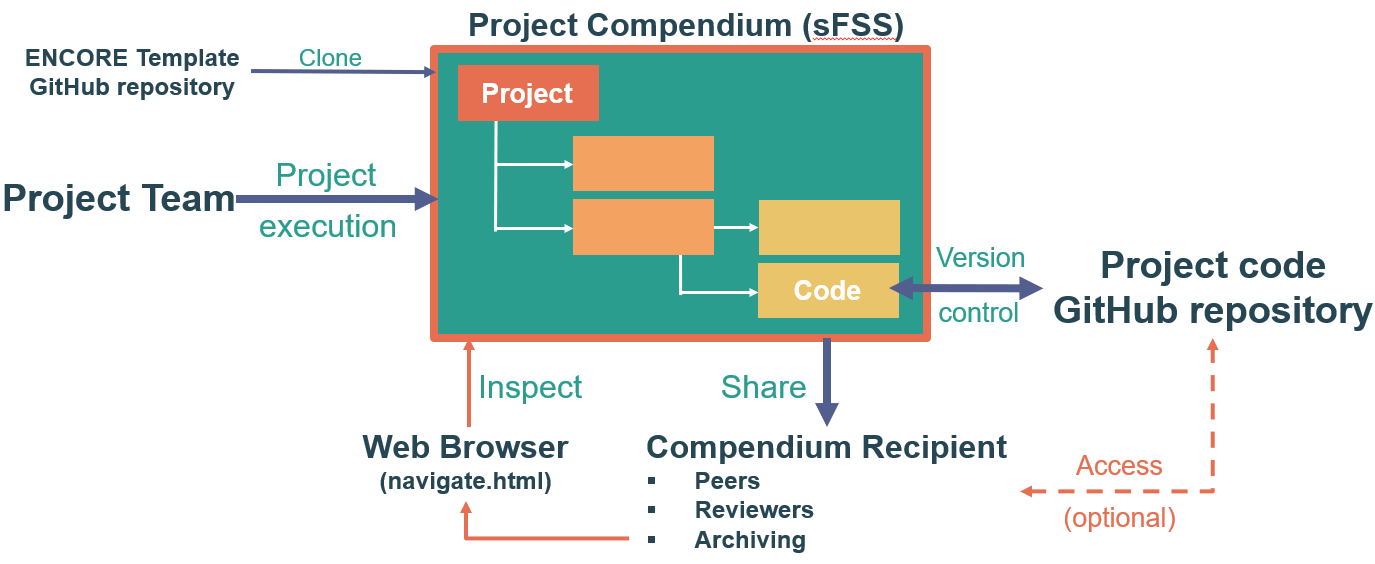 Project Compendium (sFSS)
ENCORE Template
GitHub repository
Clone
Project
Project Team
Project
execution
Code
Version
control
Project code
GitHub repository
Inspect
Share
Web Browser
(navigate.html)
Compendium Recipient
▪ Peers
▪ Reviewers
▪ Archiving
Access
(optional)